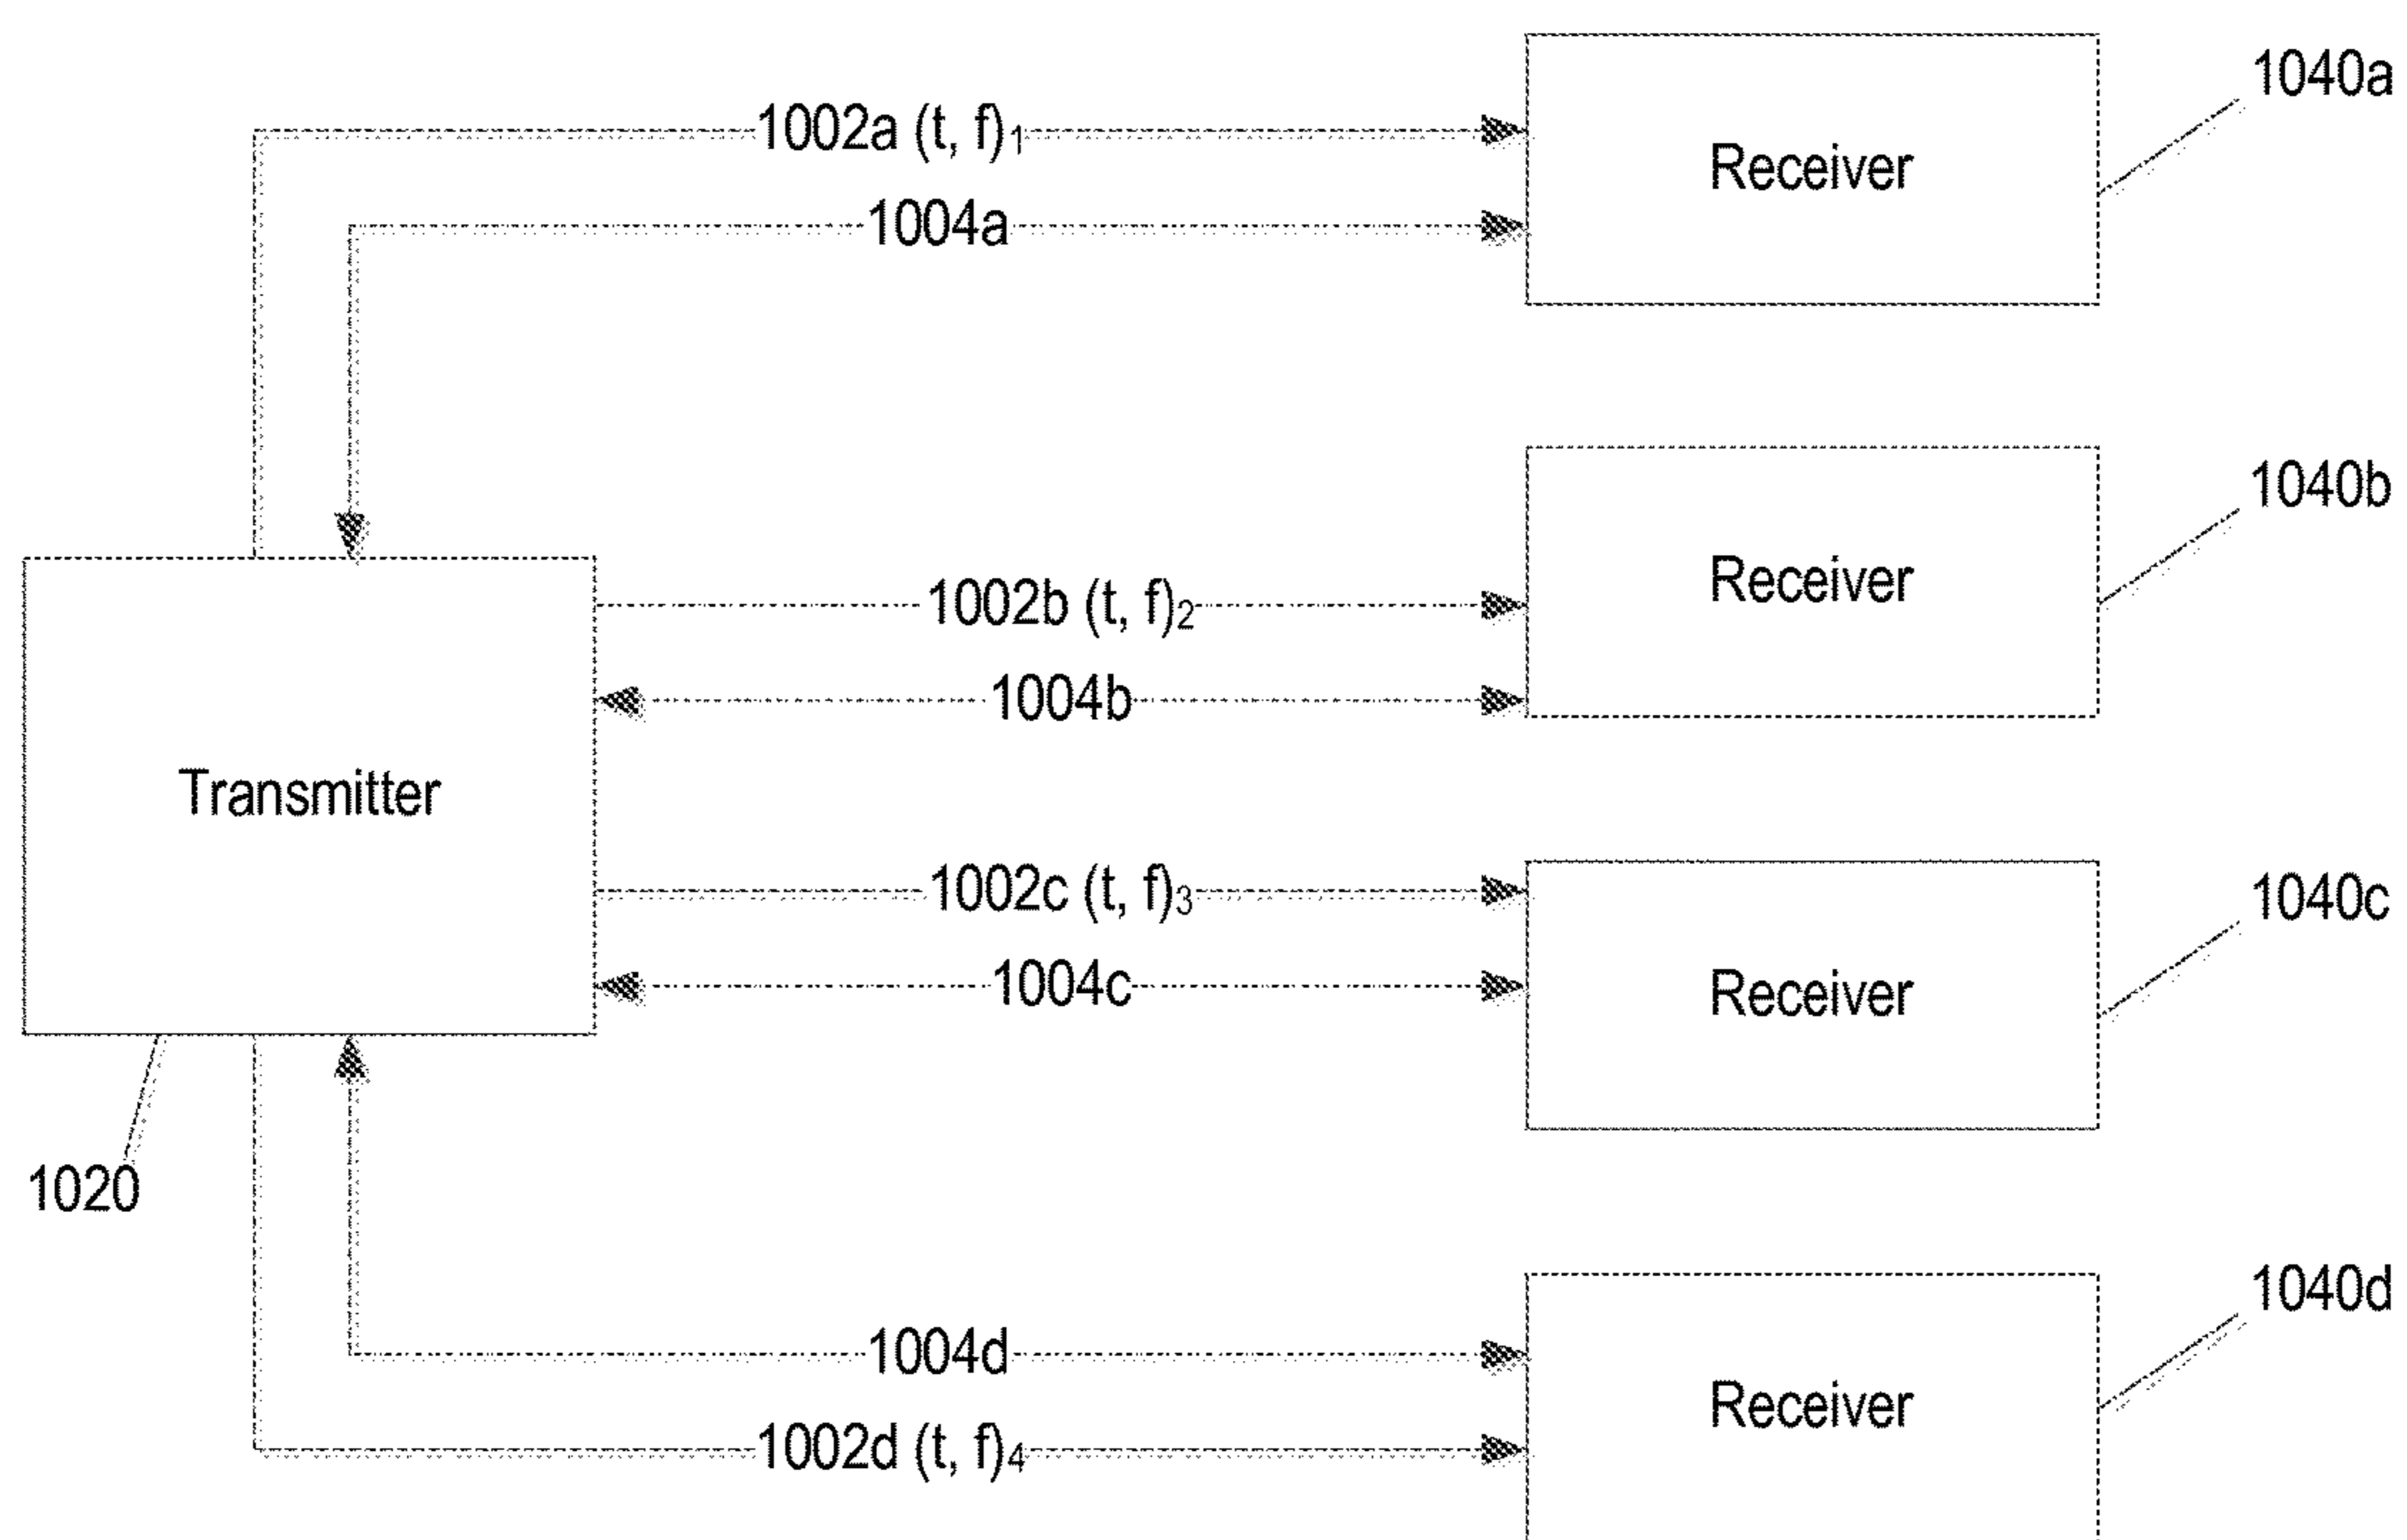 1040a
1002a (t, f)₁
Receiver
1004a
1040b
Receiver
1002b (t, f)₂
1004b
Transmitter
1040c
1002c (t, f)₃
Receiver
1004c
1020
1040d
1004d
Receiver
1002d (t, f)₄